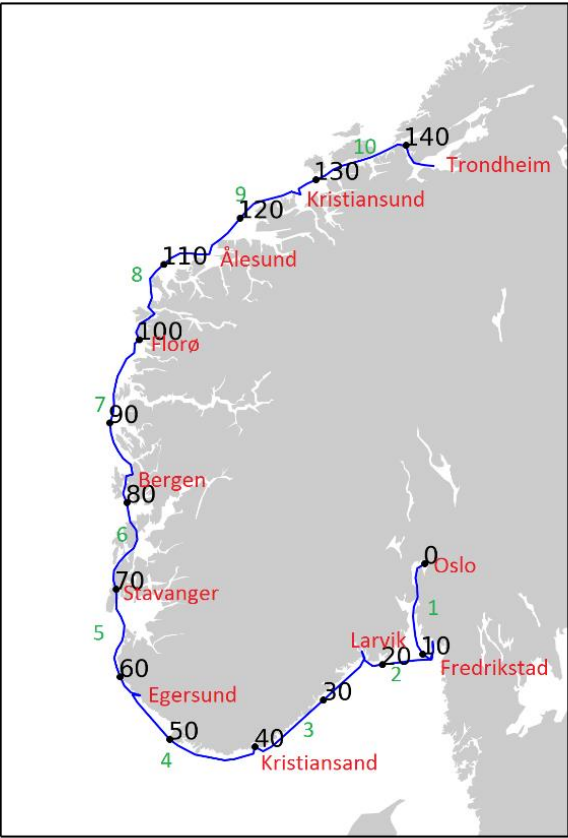 140
10
Trondheim
130
Kristiansund
9
120
Ålesund
110
8
100
Florø
7
90
Bergen
80
6
0
Oslo
70
Stavanger
1
5
Larvik
10
20
Fredrikstad
2
60
Egersund
30
3
50
40
4
Kristiansand